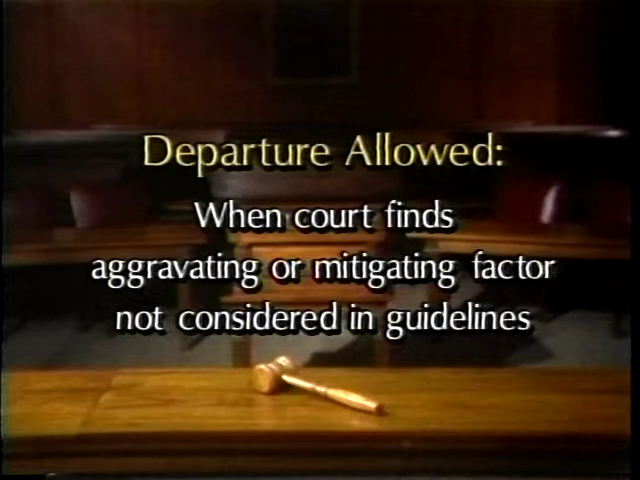 Departure Allowed:
When court finds
aggravating or mitigating factor
not considered in guidelines